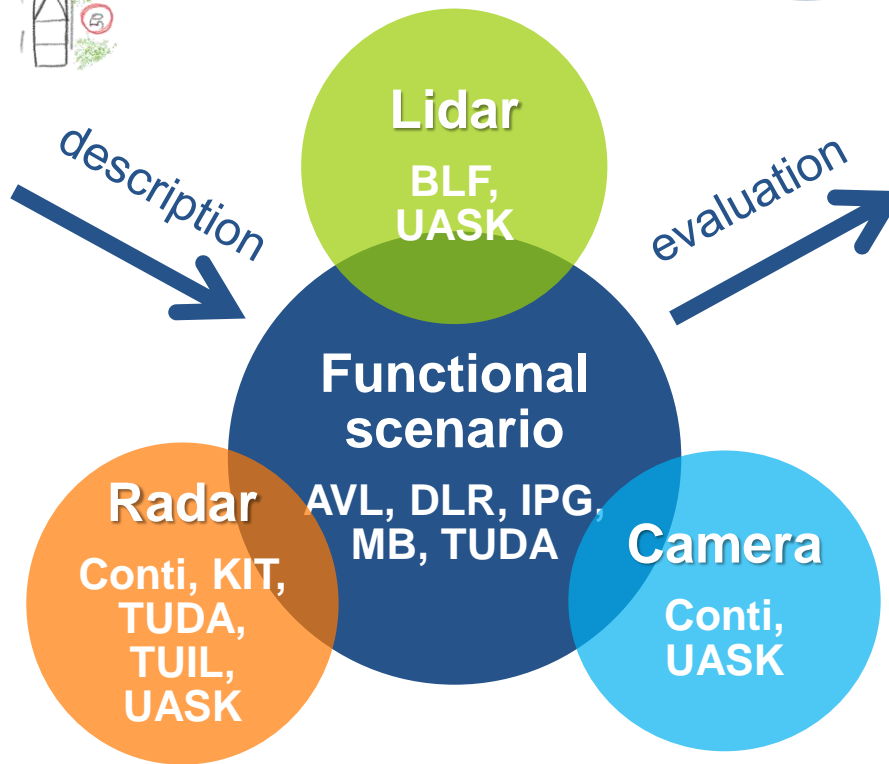 description
evaluation
Lidar
BLF,
UASK
Functional
scenario
AVL, DLR, IPG,
MB, TUDA
Radar
Conti, KIT,
TUDA,
TUIL,
UASK
Camera
Conti,
UASK